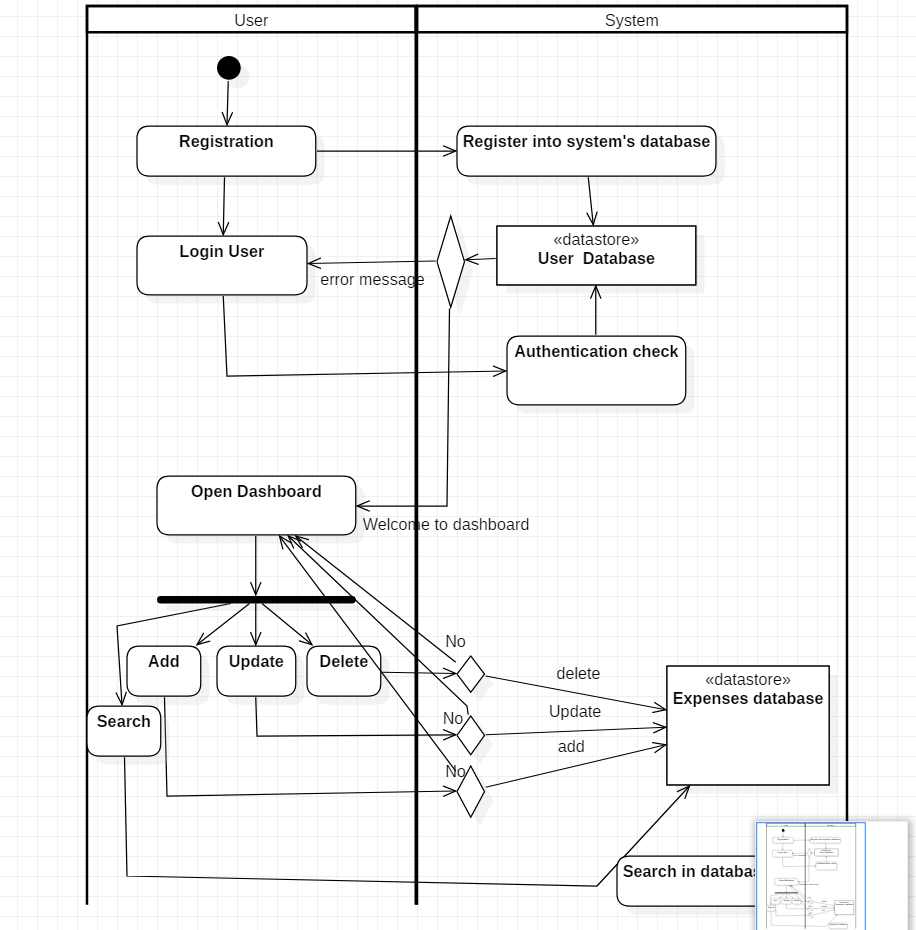 User
System
Registration
Register into system's database
Login User
«datastore»
User  Database
error message
Authentication check
Open Dashboard
Welcome to dashboard
No
Add
Update
Delete
delete
«datastore»
Expenses database
Search
No
Update
add
No
Search in databa